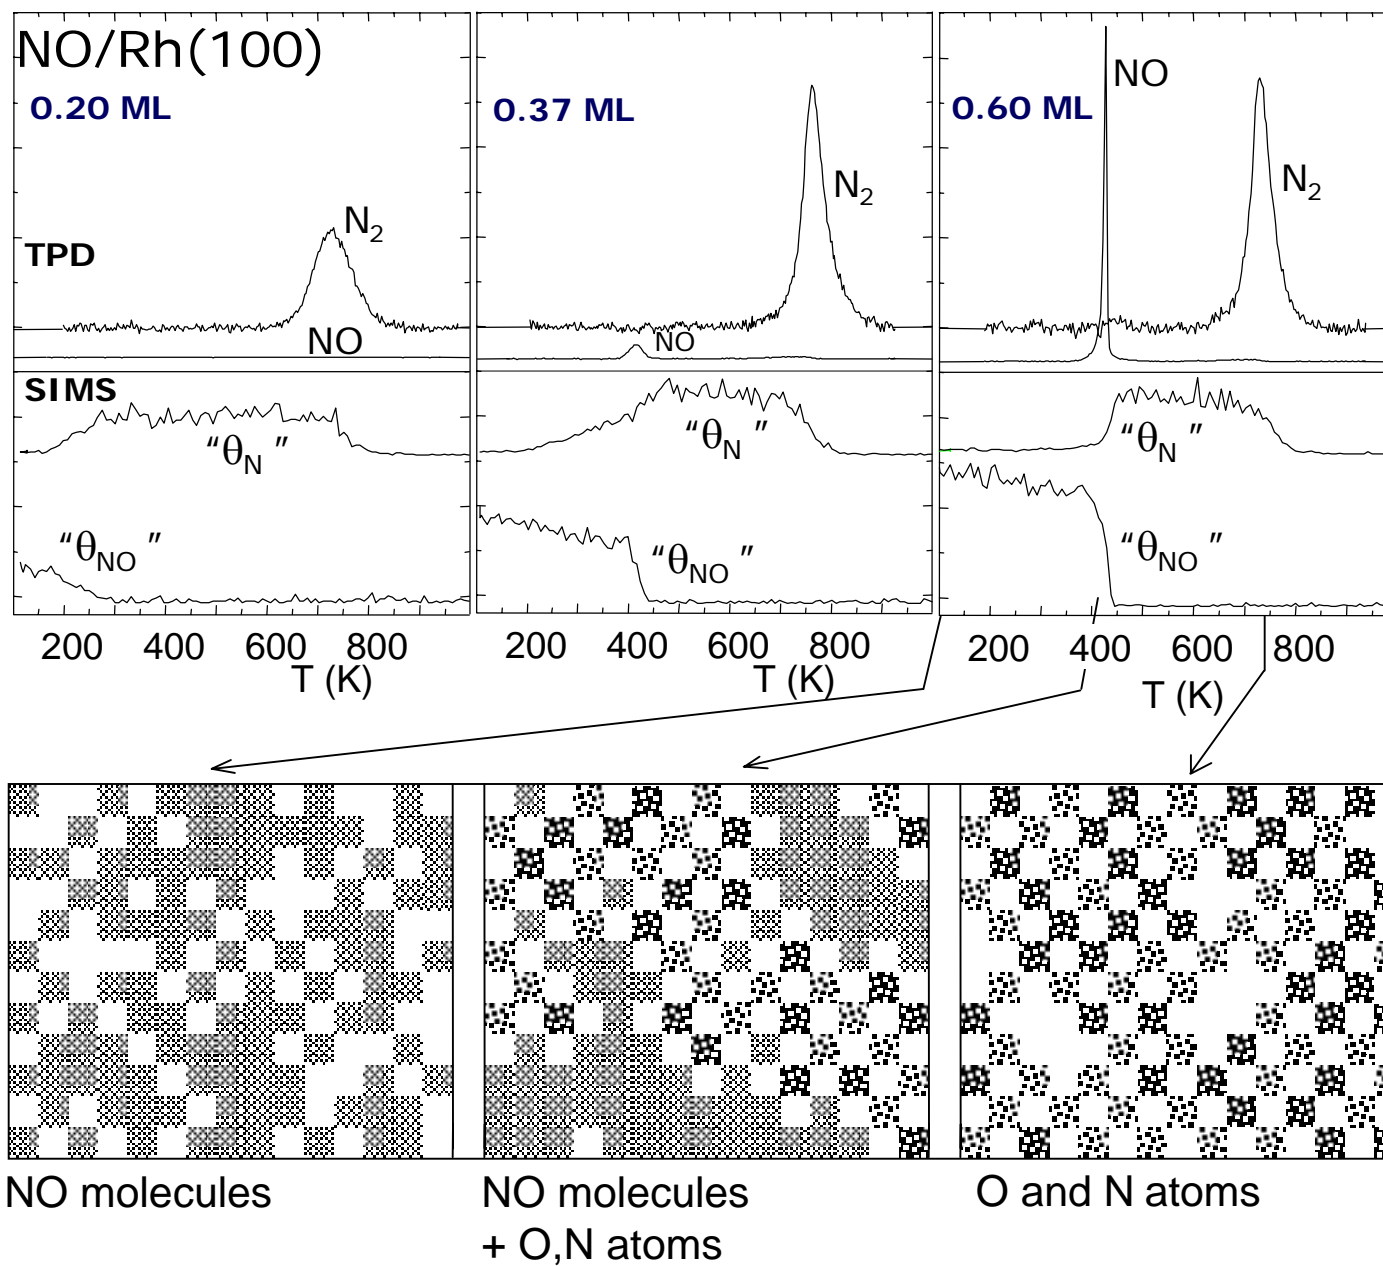 NO/Rh(100)
0.20 ML
0.37 ML
0.60 ML
NO
N2
N2
N2
TPD
NO
NO
SIMS
“θN ”
“θN ”
“θN ”
“θNO ”
“θNO ”
“θNO ”
200 400 600 800
200 400 600 800
200 400 600 800
T (K)
T (K)
T (K)
NO molecules
NO molecules
+ O,N atoms
O and N atoms